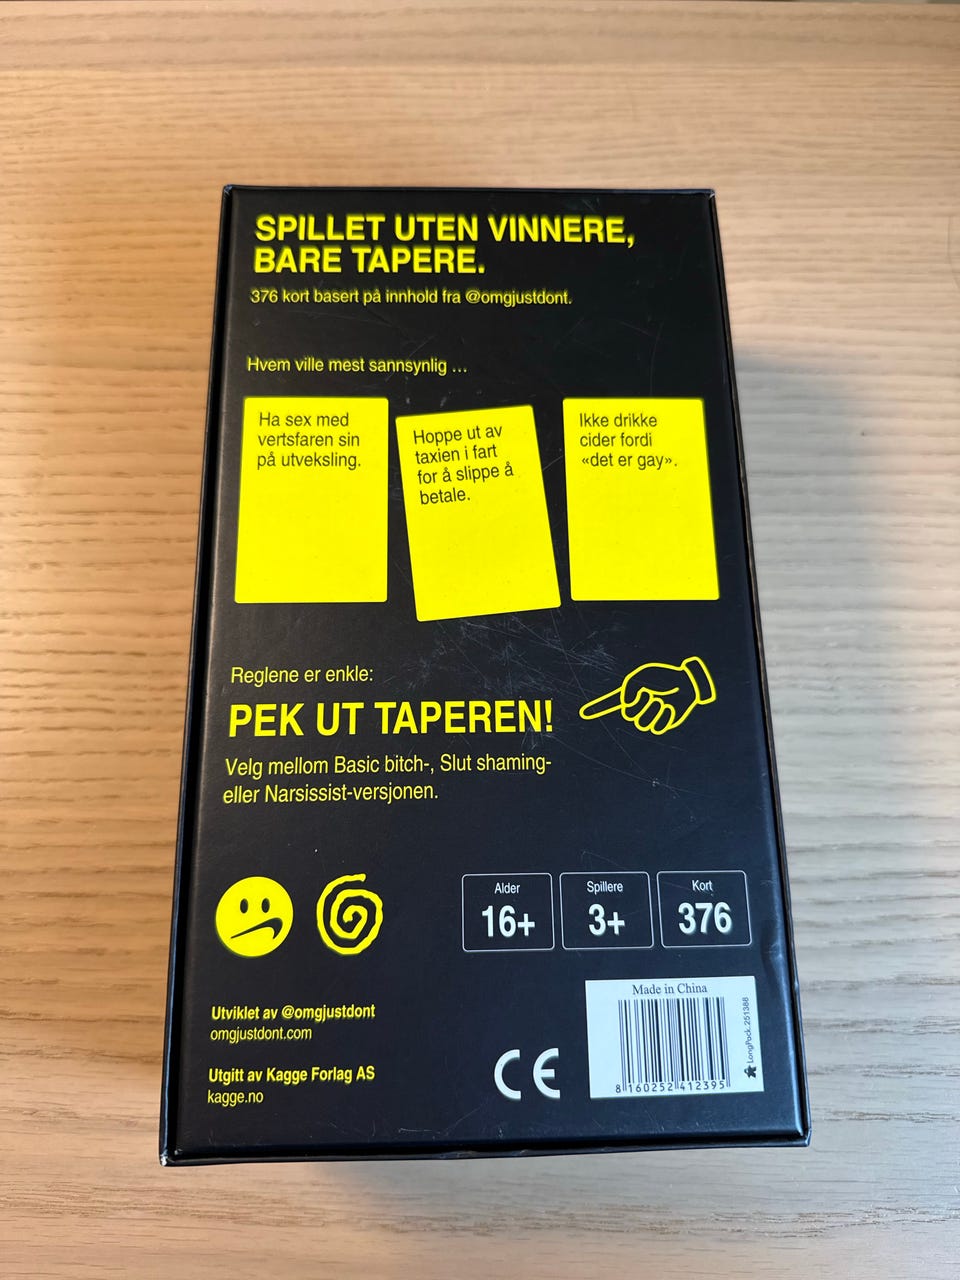 SPILLET UTEN VINNERE,
BARE TAPERE.
376 kort basert på innhold fra @omgjustdont.
Hvem ville mest sannsynlig ...
Ha sex med
vertsfaren sin
på utveksling.
Hoppe ut av
taxien i fart
for å slippe å
betale.
Ikke drikke
cider fordi
«det er gay».
Reglene er enkle:
PEK UT TAPEREN!
Velg mellom Basic bitch-, Slut shaming-
eller Narsissist-versjonen.
Alder
16+
Spillere
3+
Kort
376
Utviklet av @omgjustdont
omgjustdont.com
Utgitt av Kagge Forlag AS
kagge.no
CE
Made in China
8 160252 412395
LongPack. 251388